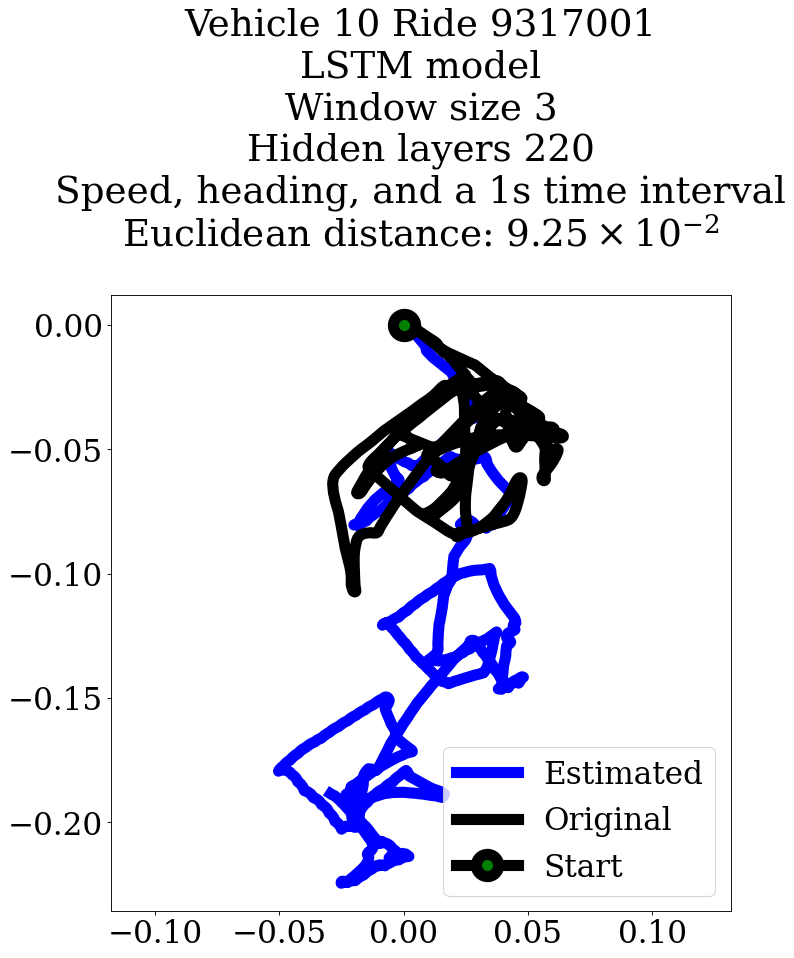 Vehicle 10 Ride 9317001
LSTM model
Window size 3
Hidden layers 220
Speed, heading, and a 1s time interval
Euclidean distance: 9.25 × 10⁻²
0.00
−0.05
−0.10
−0.15
−0.20
Estimated
Original
Start
−0.10 −0.05 0.00 0.05 0.10